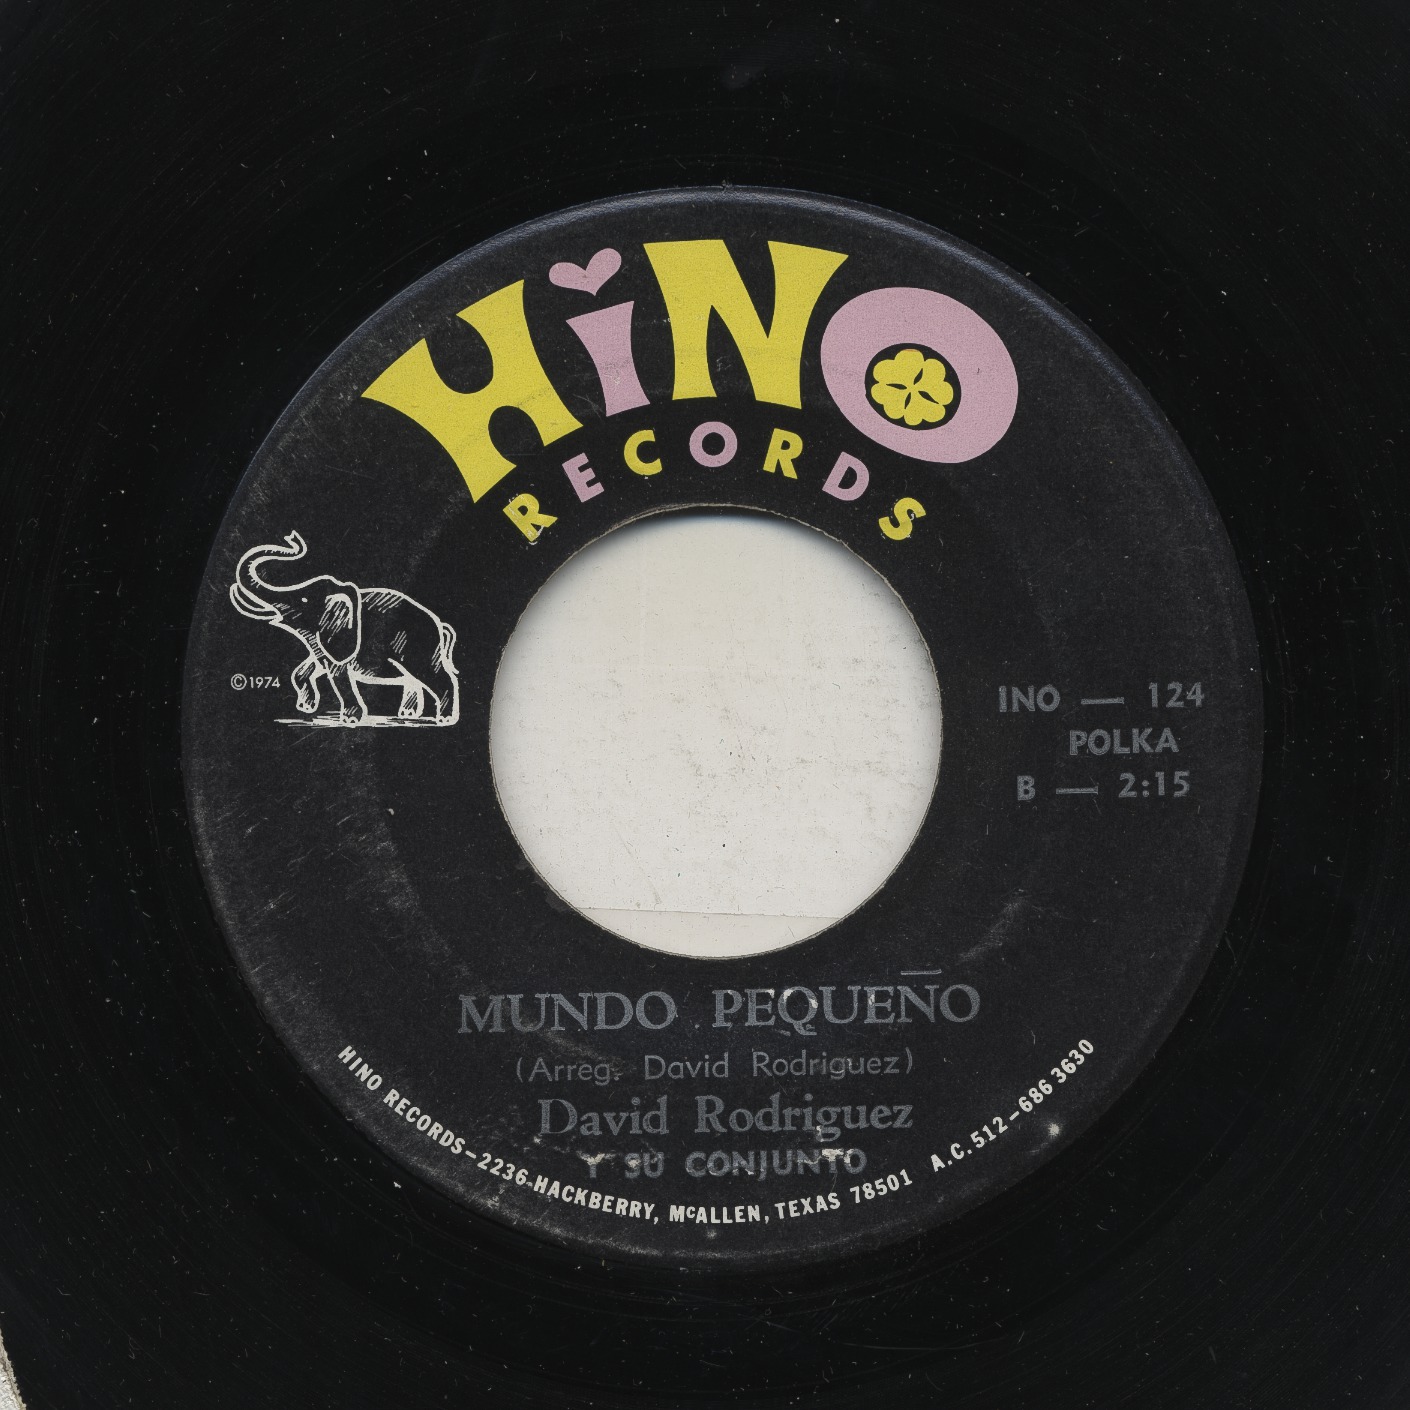 HiNO
RECORDS
©1974
INO — 124
POLKA
B — 2:15
MUNDO PEQUEÑO
(Arreg. David Rodriguez)
David Rodriguez
Y SU CONJUNTO
HINO RECORDS–2236-HACKBERRY, McALLEN, TEXAS 78501 A.C. 512–686 3630